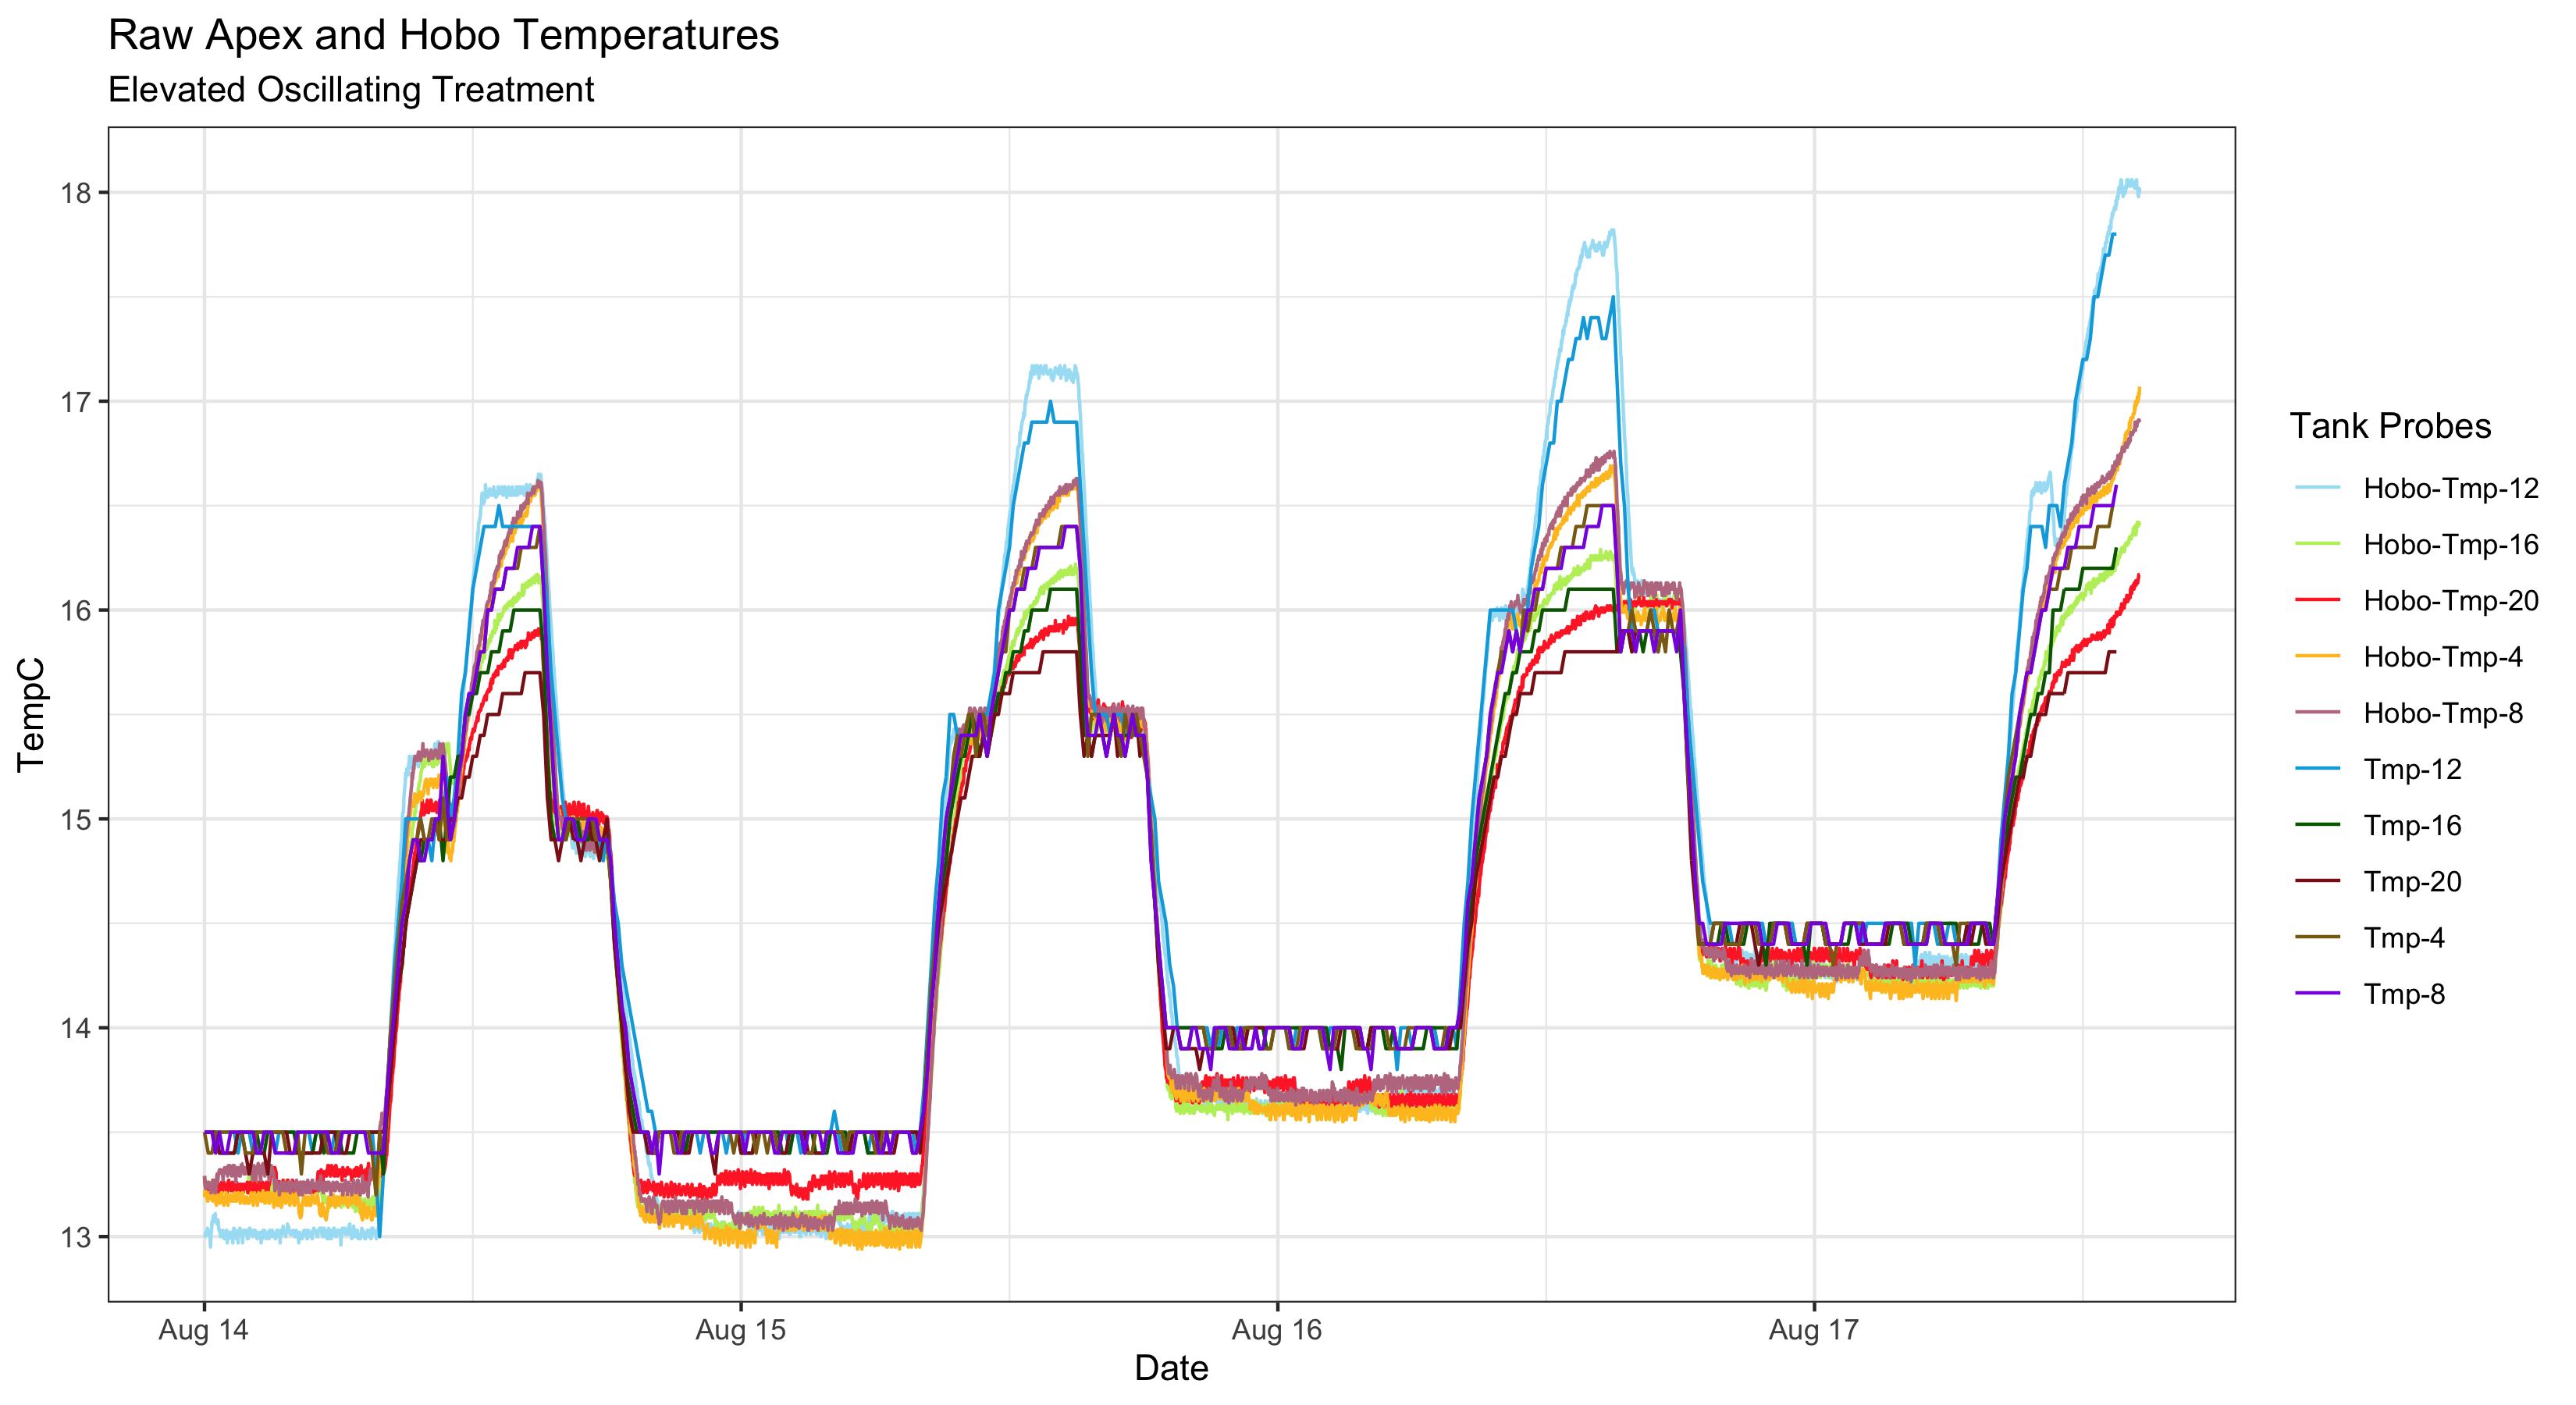 Raw Apex and Hobo Temperatures
Elevated Oscillating Treatment
18
17
16
15
14
13
TempC
Aug 14
Aug 15
Aug 16
Aug 17
Date
Tank Probes
Hobo-Tmp-12
Hobo-Tmp-16
Hobo-Tmp-20
Hobo-Tmp-4
Hobo-Tmp-8
Tmp-12
Tmp-16
Tmp-20
Tmp-4
Tmp-8